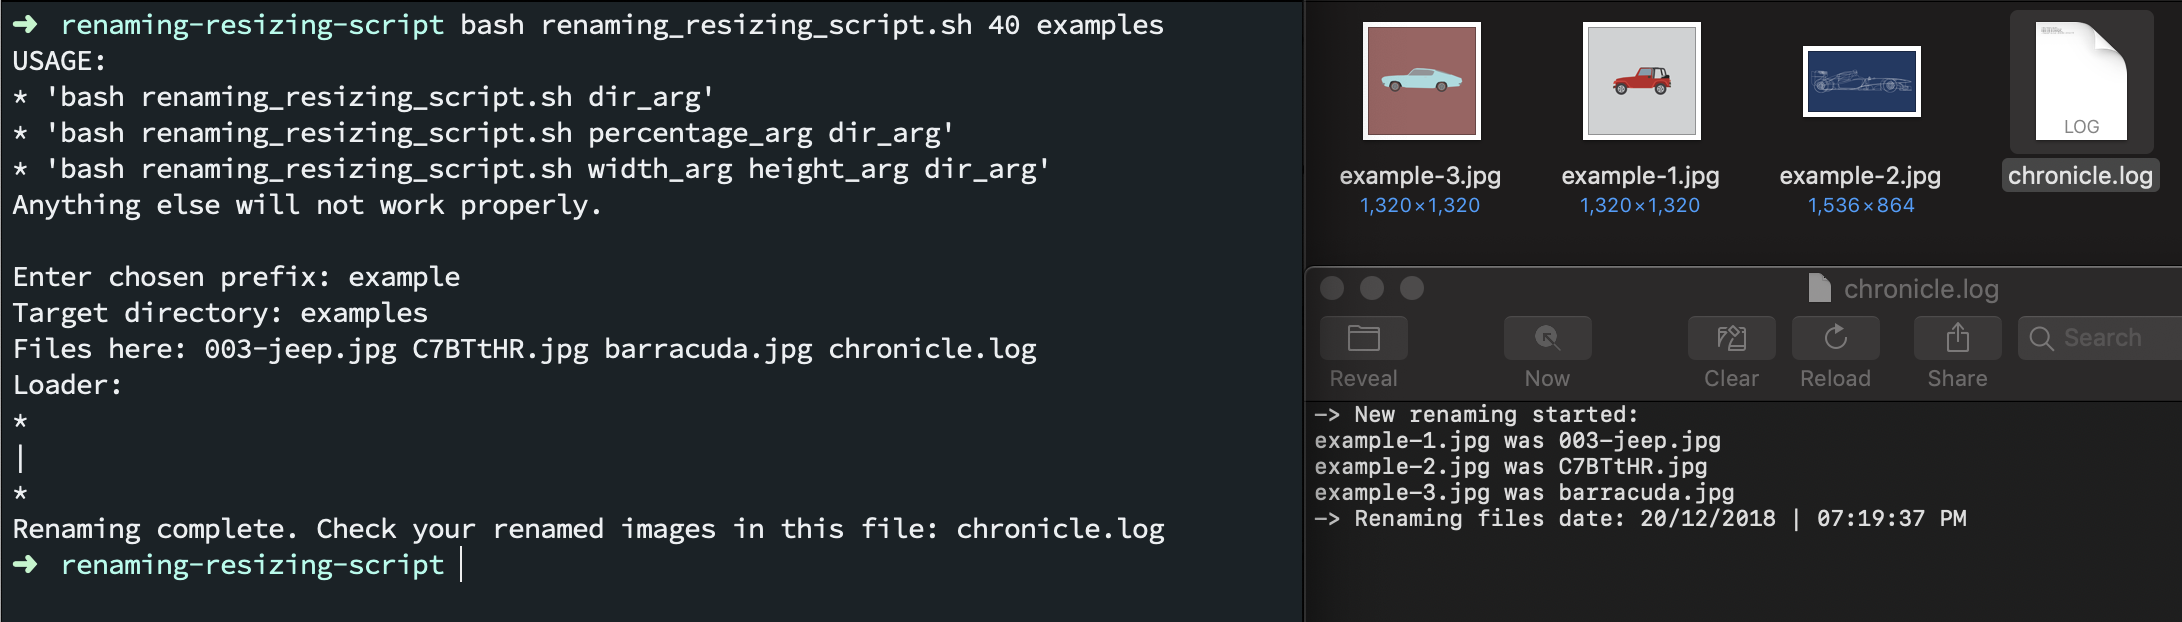 ➜ renaming-resizing-script bash renaming_resizing_script.sh 40 examples
USAGE:
* 'bash renaming_resizing_script.sh dir_arg'
* 'bash renaming_resizing_script.sh percentage_arg dir_arg'
* 'bash renaming_resizing_script.sh width_arg height_arg dir_arg'
Anything else will not work properly.
Enter chosen prefix: example
Target directory: examples
Files here: 003-jeep.jpg C7BTtHR.jpg barracuda.jpg chronicle.log
Loader:
*
|
*
Renaming complete. Check your renamed images in this file: chronicle.log
➜ renaming-resizing-script
LOG
example-3.jpg example-1.jpg example-2.jpg chronicle.log
1,320×1,320 1,320×1,320 1,536×864
chronicle.log
Search
Reveal Now Clear Reload Share
-> New renaming started:
example-1.jpg was 003-jeep.jpg
example-2.jpg was C7BTtHR.jpg
example-3.jpg was barracuda.jpg
-> Renaming files date: 20/12/2018 | 07:19:37 PM